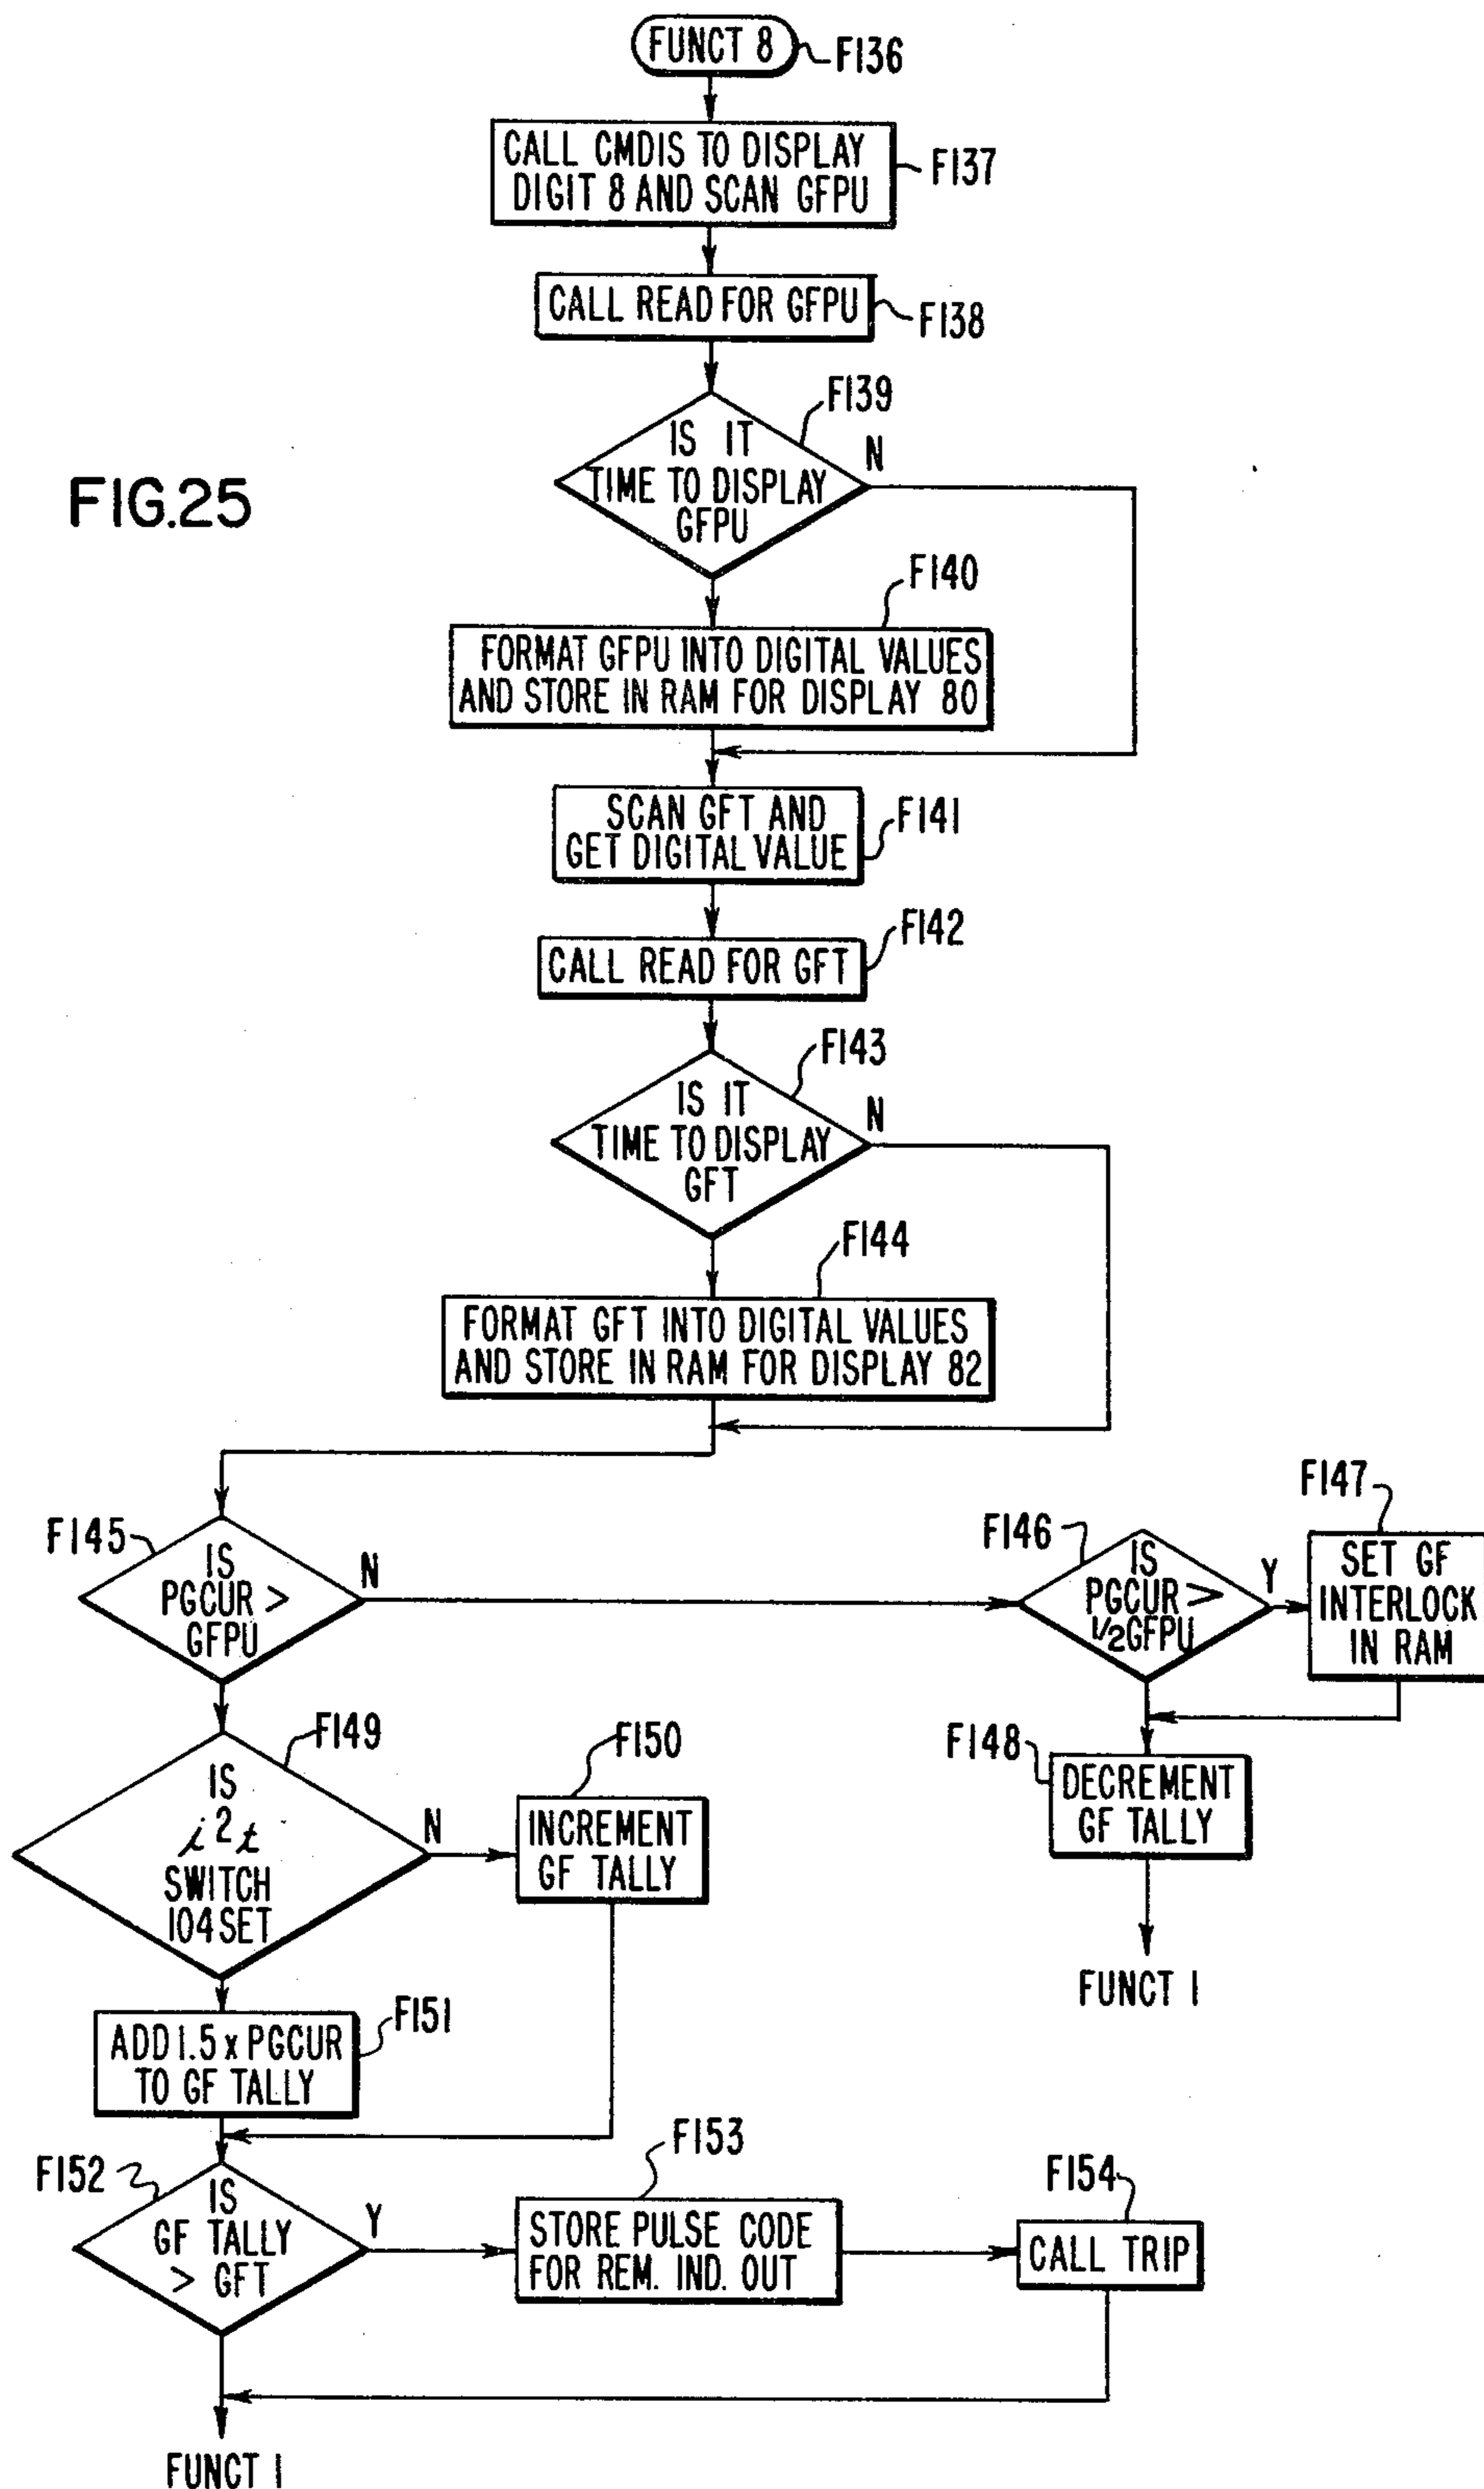 FUNCT 8
F136
CALL CMDIS TO DISPLAY
DIGIT 8 AND SCAN GFPU
F137
CALL READ FOR GFPU
F138
F139
IS IT
TIME TO DISPLAY
GFPU
N
FIG.25
F140
FORMAT GFPU INTO DIGITAL VALUES
AND STORE IN RAM FOR DISPLAY 80
SCAN GFT AND
GET DIGITAL VALUE
F141
F142
CALL READ FOR GFT
F143
IS IT
TIME TO DISPLAY
GFT
N
F144
FORMAT GFT INTO DIGITAL VALUES
AND STORE IN RAM FOR DISPLAY 82
F145
IS
PGCUR >
GFPU
N
F146
IS
PGCUR >
1/2GFPU
Y
F147
SET GF
INTERLOCK
IN RAM
F148
DECREMENT
GF TALLY
FUNCT 1
F149
IS
i²t
SWITCH
104 SET
N
F150
INCREMENT
GF TALLY
F151
ADD 1.5 x PGCUR
TO GF TALLY
F152
IS
GF TALLY
> GFT
Y
F153
STORE PULSE CODE
FOR REM. IND. OUT
F154
CALL TRIP
FUNCT 1